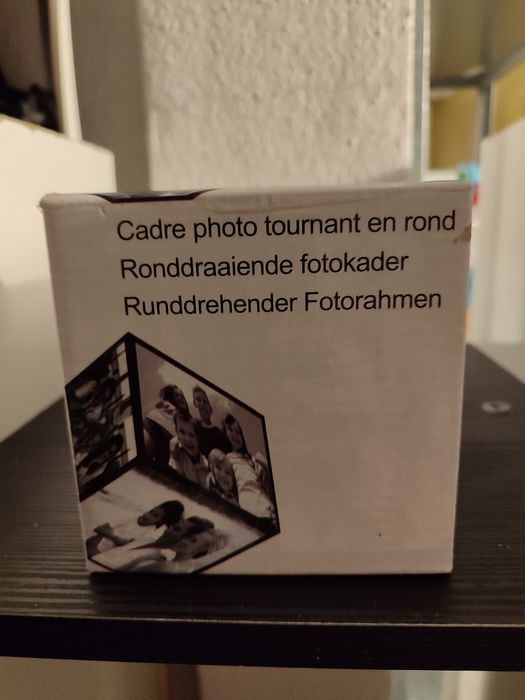 Cadre photo tournant en rond
Ronddraaiende fotokader
Runddrehender Fotorahmen